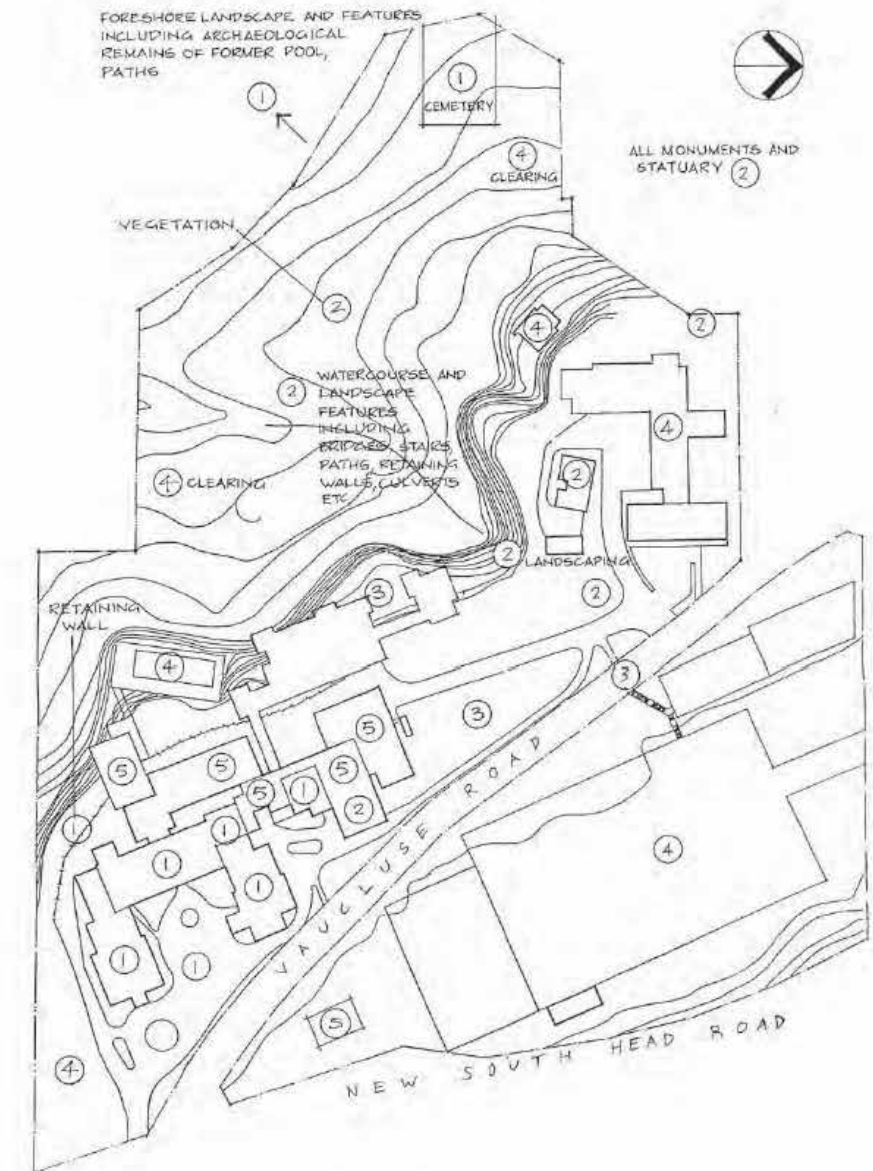 FORESHORE LANDSCAPE AND FEATURES
INCLUDING ARCHAEOLOGICAL
REMAINS OF FORMER POOL,
PATHS
1
1
CEMETERY
ALL MONUMENTS AND
STATUARY 2
4
CLEARING
VEGETATION
2
4
2
2
WATERCOURSE AND
LANDSCAPE
FEATURES
INCLUDING
BRIDGES, STAIRS
PATHS, RETAINING
WALLS, CULVERTS
ETC
4
2
4 CLEARING
2
LANDSCAPING
2
3
RETAINING
WALL
4
3
3
5
5
5
5
5
1
2
1
1
1
1
1
1
4
4
5
VAUCLUSE ROAD
NEW SOUTH HEAD ROAD